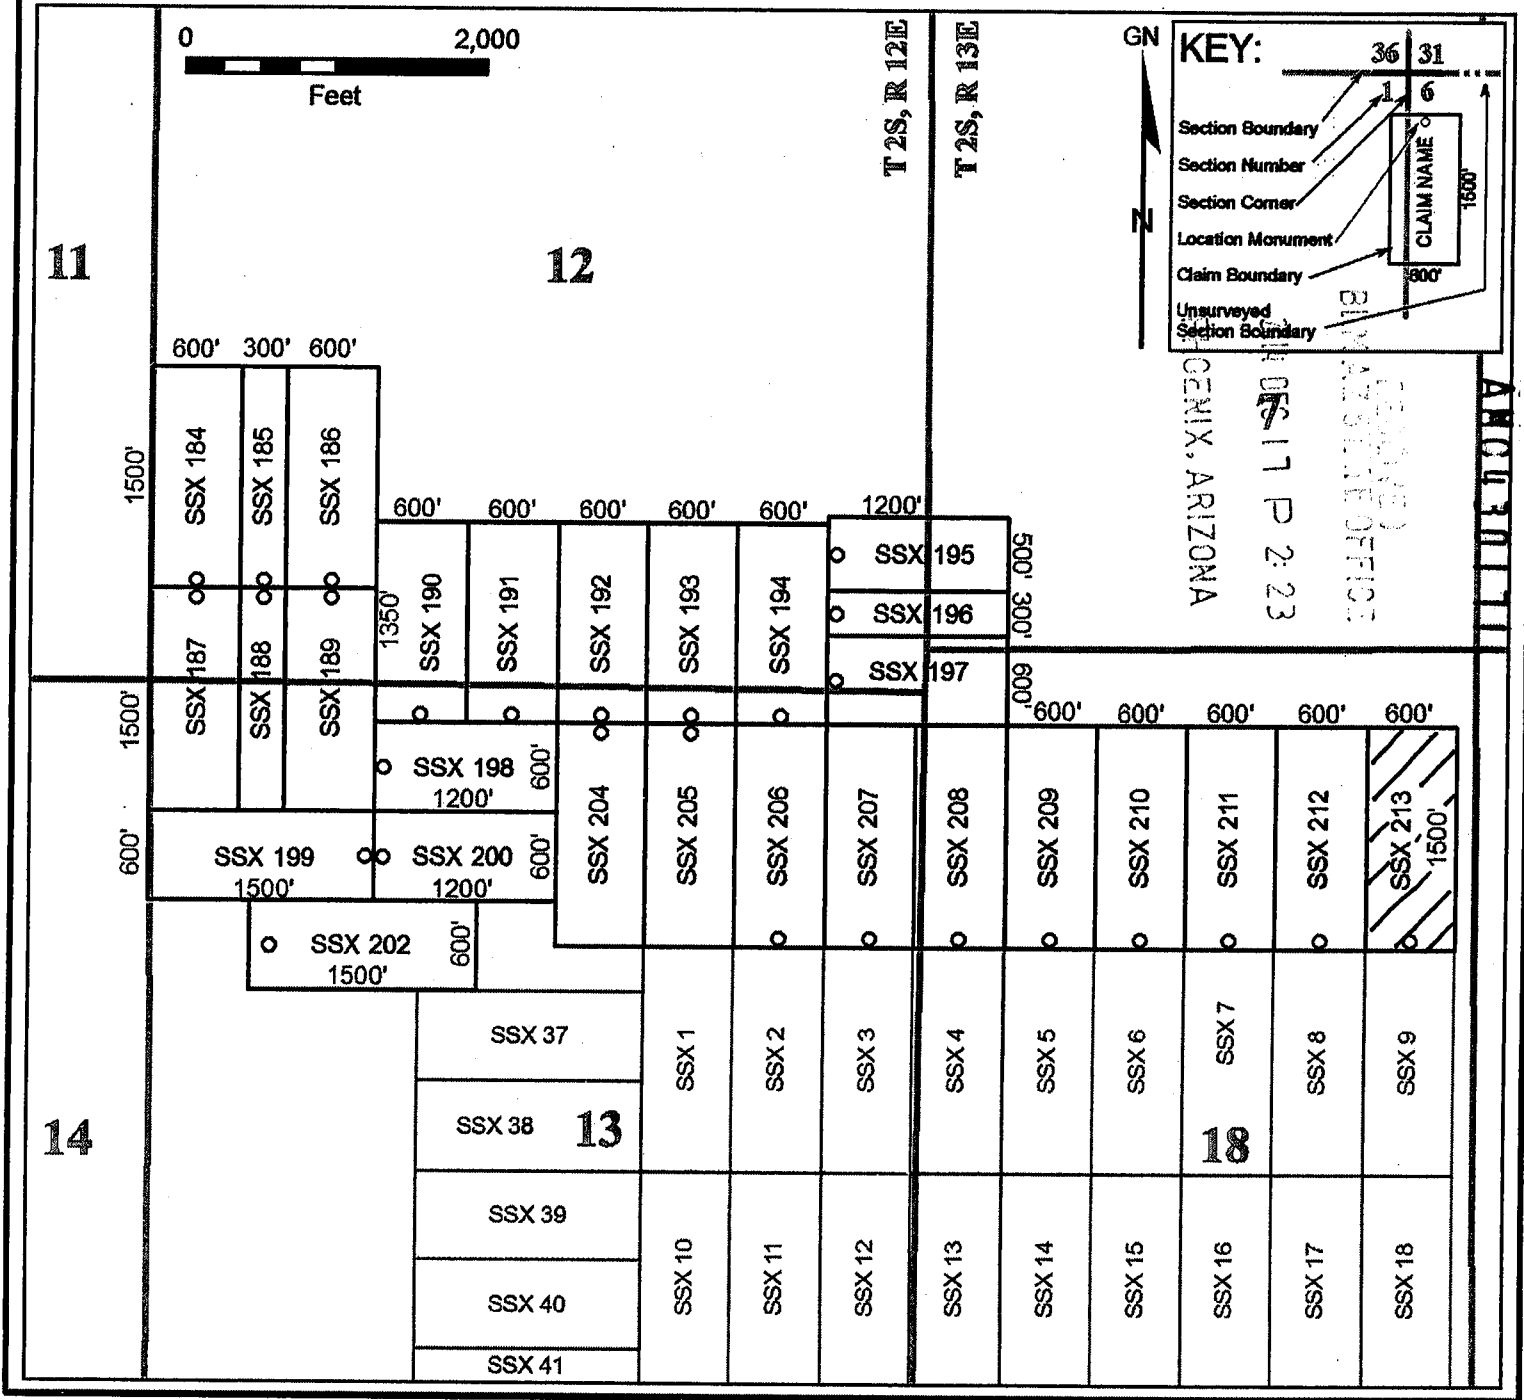 0 2,000
Feet
T 2S, R 12E
T 2S, R 13E
GN
N
KEY:
36 31
1 6
Section Boundary
Section Number
Section Corner
Location Monument
Claim Boundary
Unsurveyed
Section Boundary
CLAIM NAME
1500'
600'
11
12
7
PHOENIX, ARIZONA
17 P 2:23
600' 300' 600'
1500'
SSX 184
SSX 185
SSX 186
600' 600' 600' 600' 600' 1200'
1350'
SSX 190
SSX 191
SSX 192
SSX 193
SSX 194
SSX 195
500'
SSX 196
300'
SSX 197
600'
SSX 187
SSX 188
SSX 189
1500'
600' 600' 600' 600' 600'
SSX 198
1200'
600'
SSX 199
1500'
600'
SSX 200
1200'
600'
SSX 202
1500'
600'
SSX 204
SSX 205
SSX 206
SSX 207
SSX 208
SSX 209
SSX 210
SSX 211
SSX 212
SSX 213
1500'
SSX 37
SSX 38
SSX 39
SSX 40
SSX 41
14
13
18
SSX 1
SSX 2
SSX 3
SSX 4
SSX 5
SSX 6
SSX 7
SSX 8
SSX 9
SSX 10
SSX 11
SSX 12
SSX 13
SSX 14
SSX 15
SSX 16
SSX 17
SSX 18